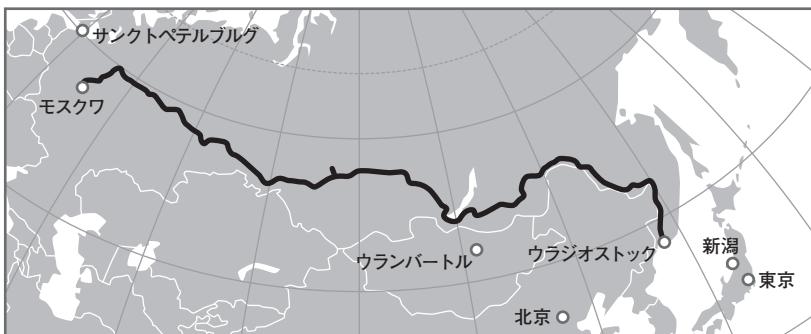 サンクトペテルブルグ
モスクワ
ウランバートル
ウラジオストック
新潟
東京
北京